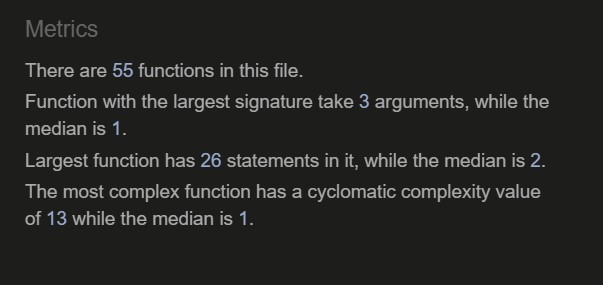 Metrics
There are 55 functions in this file.
Function with the largest signature take 3 arguments, while the
median is 1.
Largest function has 26 statements in it, while the median is 2.
The most complex function has a cyclomatic complexity value
of 13 while the median is 1.